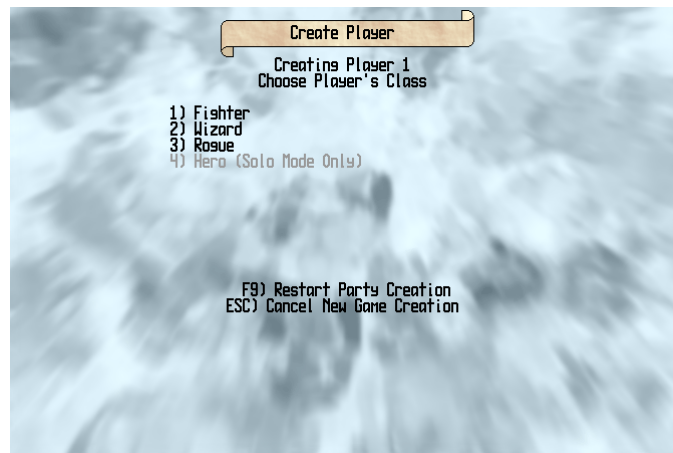 Create Player
Creating Player 1
Choose Player's Class
1) Fighter
2) Wizard
3) Rogue
4) Hero (Solo Mode Only)
F9) Restart Party Creation
ESC) Cancel New Game Creation